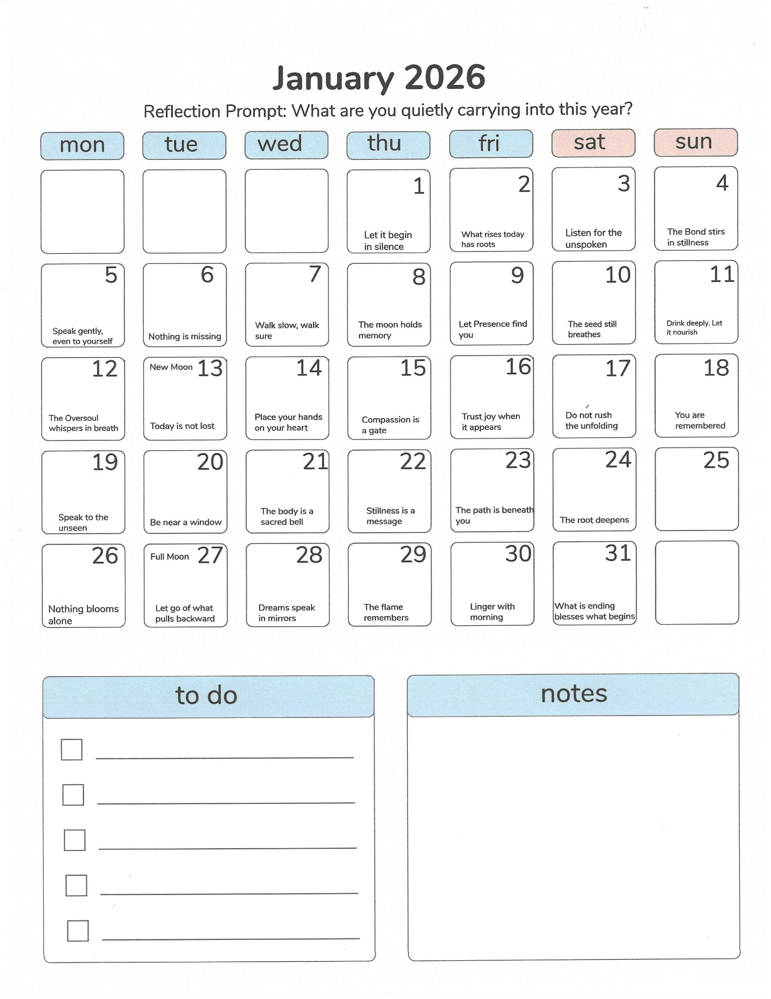 January 2026
Reflection Prompt: What are you quietly carrying into this year?
mon tue wed thu fri sat sun
1
Let it begin
in silence
2
What rises today
has roots
3
Listen for the
unspoken
4
The Bond stirs
in stillness
5
Speak gently,
even to yourself
6
Nothing is missing
7
Walk slow, walk
sure
8
The moon holds
memory
9
Let Presence find
you
10
The seed still
breathes
11
Drink deeply. Let
it nourish
12
The Oversoul
whispers in breath
New Moon 13
Today is not lost
14
Place your hands
on your heart
15
Compassion is
a gate
16
Trust joy when
it appears
17
Do not rush
the unfolding
18
You are
remembered
19
Speak to the
unseen
20
Be near a window
21
The body is a
sacred bell
22
Stillness is a
message
23
The path is beneath
you
24
The root deepens
25
26
Nothing blooms
alone
Full Moon 27
Let go of what
pulls backward
28
Dreams speak
in mirrors
29
The flame
remembers
30
Linger with
morning
31
What is ending
blesses what begins
to do
notes